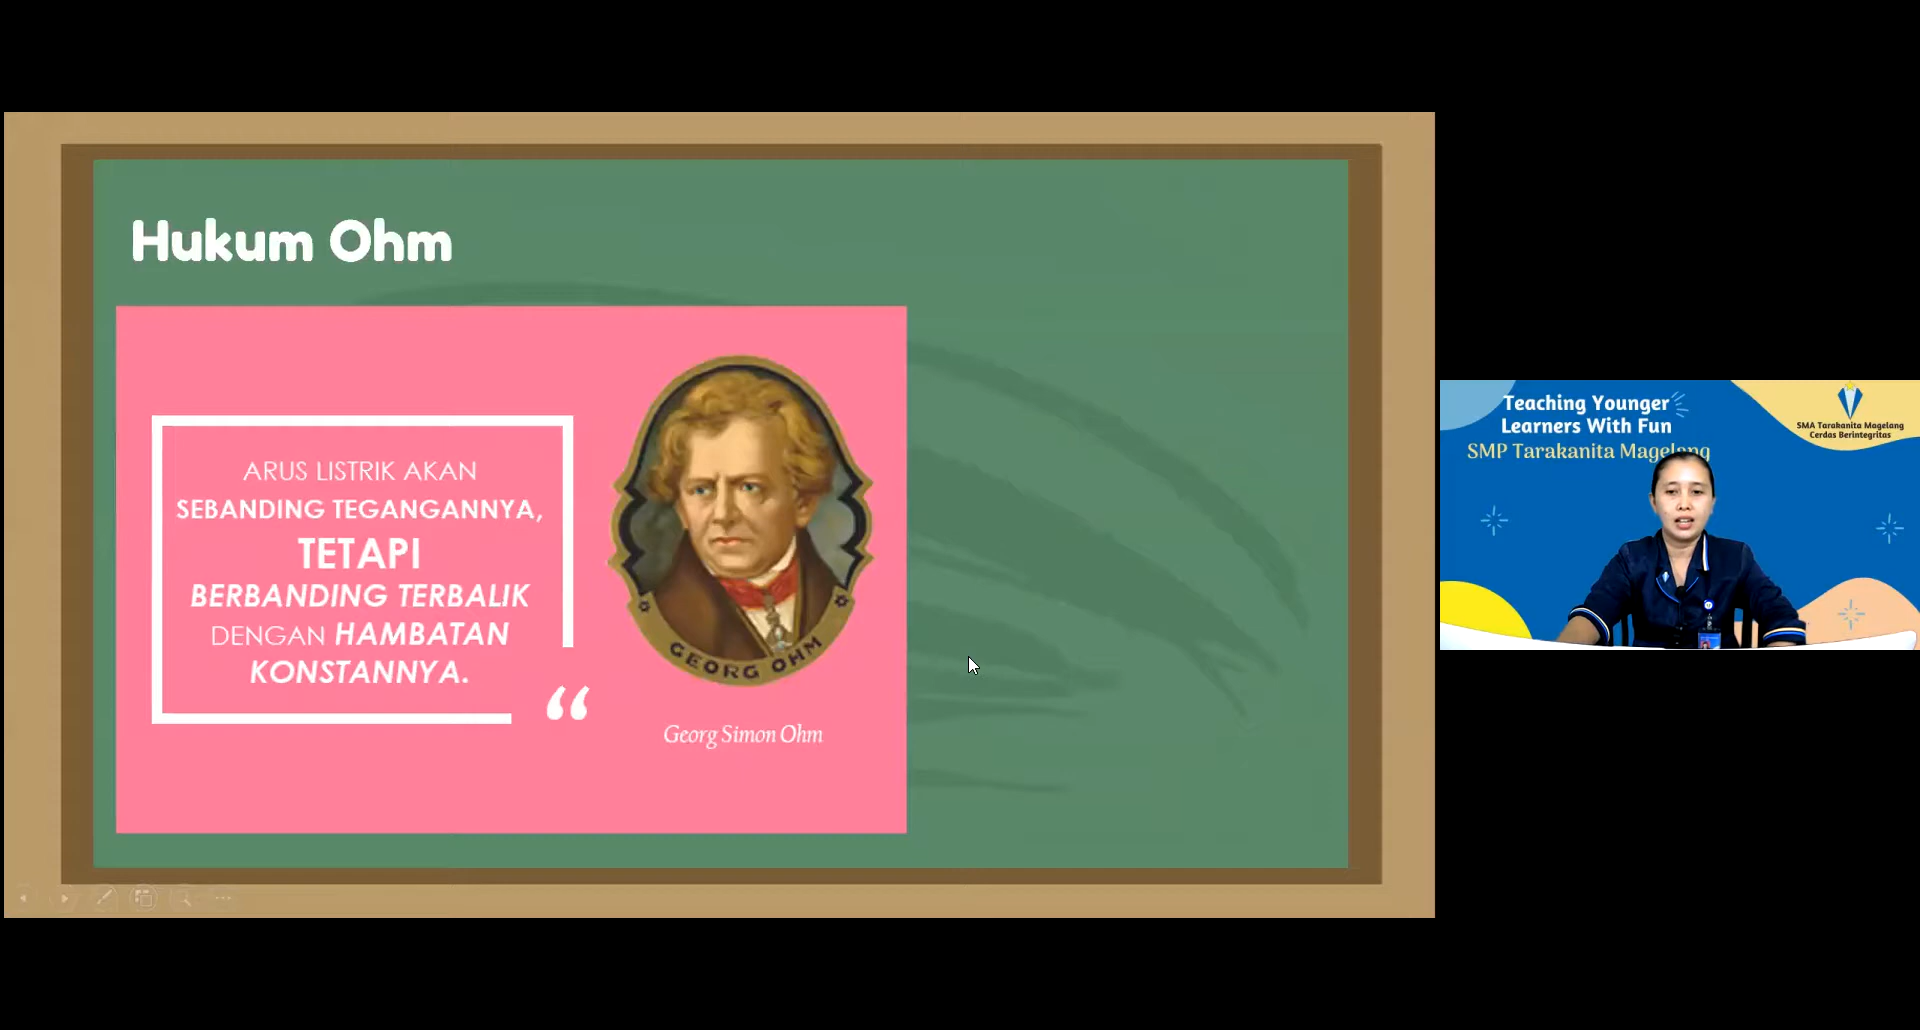 Hukum Ohm
ARUS LISTRIK AKAN
SEBANDING TEGANGANNYA,
TETAPI
BERBANDING TERBALIK
DENGAN HAMBATAN
KONSTANNYA.
“
GEORG OHM
Georg Simon Ohm
Teaching Younger
Learners With Fun
SMP Tarakanita Magelang
SMA Tarakanita Magelang
Cerdas Berintegritas